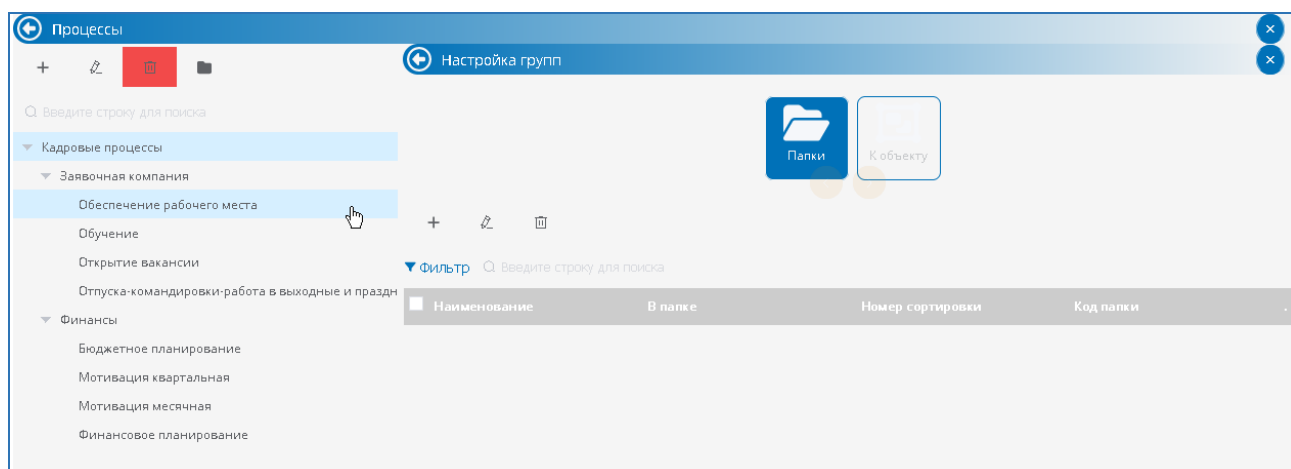 Процессы
Настройка групп
Введите строку для поиска
Папки
К объекту
Кадровые процессы
Заявочная компания
Обеспечение рабочего места
Обучение
Открытие вакансии
Отпуска-командировки-работа в выходные и праздн
Финансы
Бюджетное планирование
Мотивация квартальная
Мотивация месячная
Финансовое планирование
Фильтр Введите строку для поиска
Наименование В папке Номер сортировки Код папки .